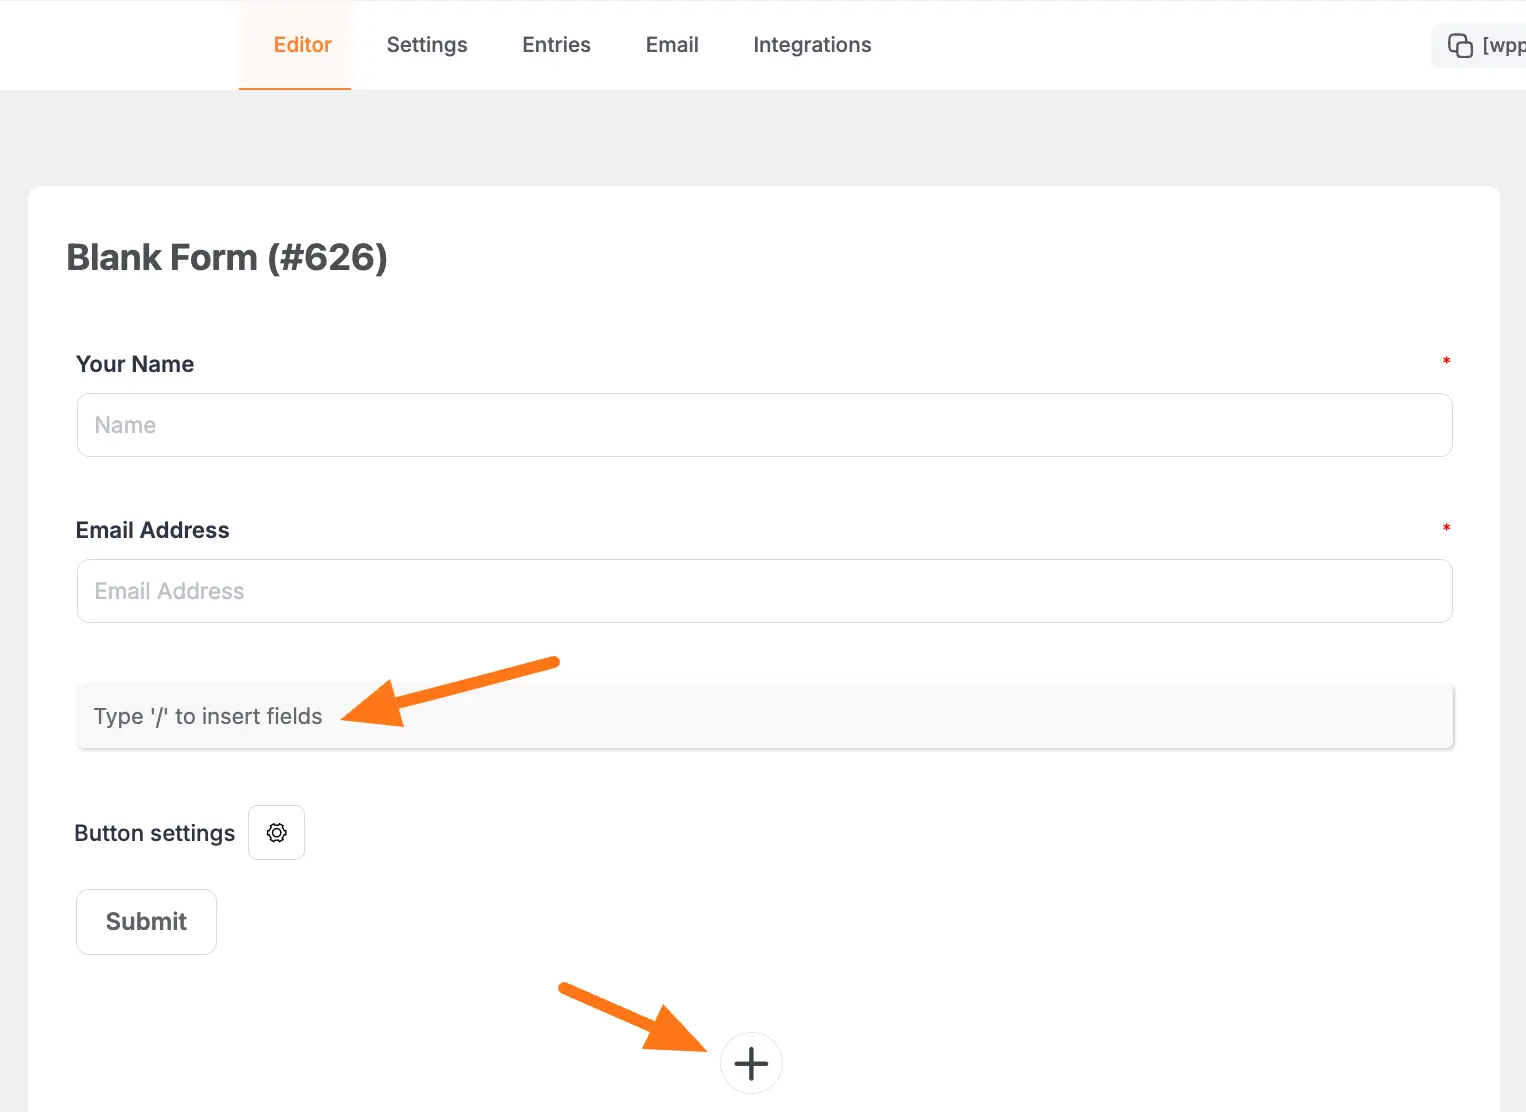 Editor Settings Entries Email Integrations [wpp
Blank Form (#626)
Your Name *
Name
Email Address *
Email Address
Type '/' to insert fields
Button settings
Submit